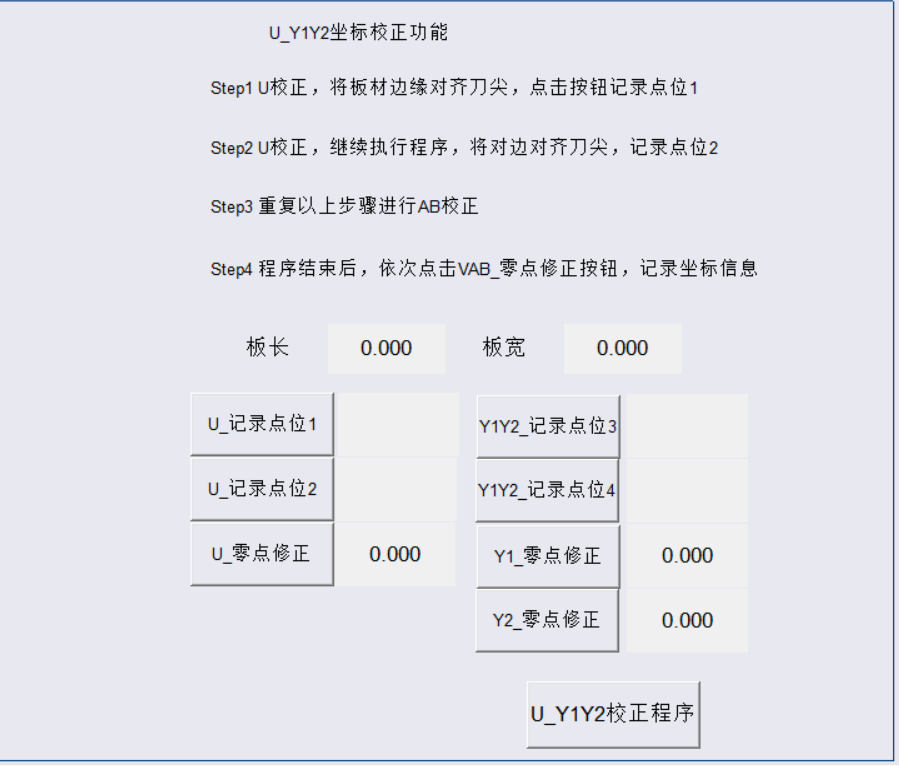 U_Y1Y2坐标校正功能
Step1 U校正，将板材边缘对齐刀尖，点击按钮记录点位1
Step2 U校正，继续执行程序，将对边对齐刀尖，记录点位2
Step3 重复以上步骤进行AB校正
Step4 程序结束后，依次点击VAB_零点修正按钮，记录坐标信息
板长 0.000 板宽 0.000
U_记录点位1 Y1Y2_记录点位3
U_记录点位2 Y1Y2_记录点位4
U_零点修正 0.000 Y1_零点修正 0.000
Y2_零点修正 0.000
U_Y1Y2校正程序